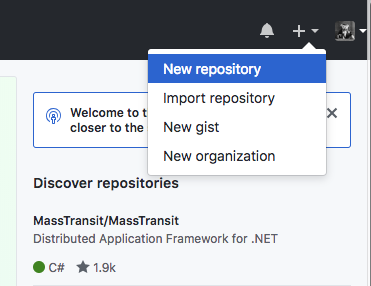 New repository
Import repository
New gist
New organization
Welcome to t
closer to the
Discover repositories
MassTransit/MassTransit
Distributed Application Framework for .NET
C# 1.9k